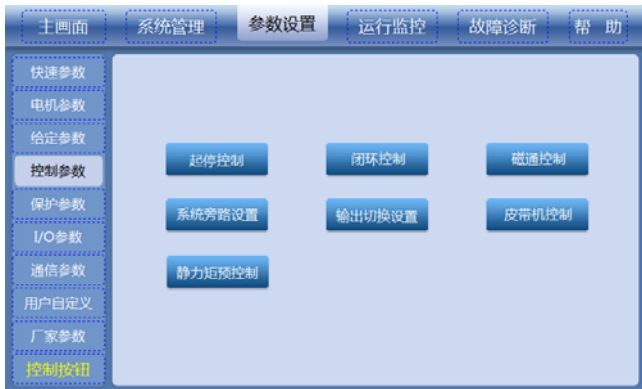 主画面 系统管理 参数设置 运行监控 故障诊断 帮 助
快速参数
电机参数
给定参数
控制参数
保护参数
I/O参数
通信参数
用户自定义
厂家参数
控制按钮
起停控制 闭环控制 磁通控制
系统旁路设置 输出切换设置 皮带机控制
静力矩预控制